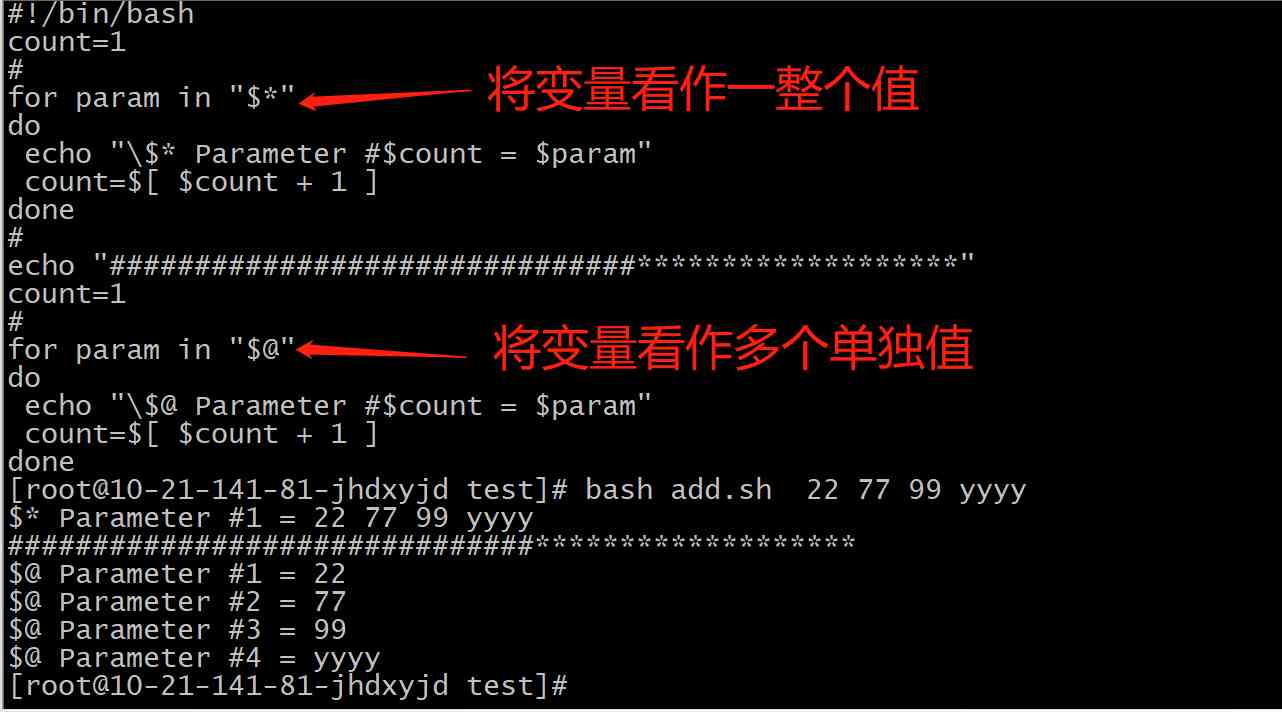 #!/bin/bash
count=1
#
for param in "$*"
将变量看作一整个值
do
 echo "\$* Parameter #$count = $param"
 count=$[ $count + 1 ]
done
#
echo "###############################*******************"
count=1
#
for param in "$@"
将变量看作多个单独值
do
 echo "\$@ Parameter #$count = $param"
 count=$[ $count + 1 ]
done
[root@10-21-141-81-jhdxyjd test]# bash add.sh  22 77 99 yyyy
$* Parameter #1 = 22 77 99 yyyy
###############################*******************
$@ Parameter #1 = 22
$@ Parameter #2 = 77
$@ Parameter #3 = 99
$@ Parameter #4 = yyyy
[root@10-21-141-81-jhdxyjd test]#